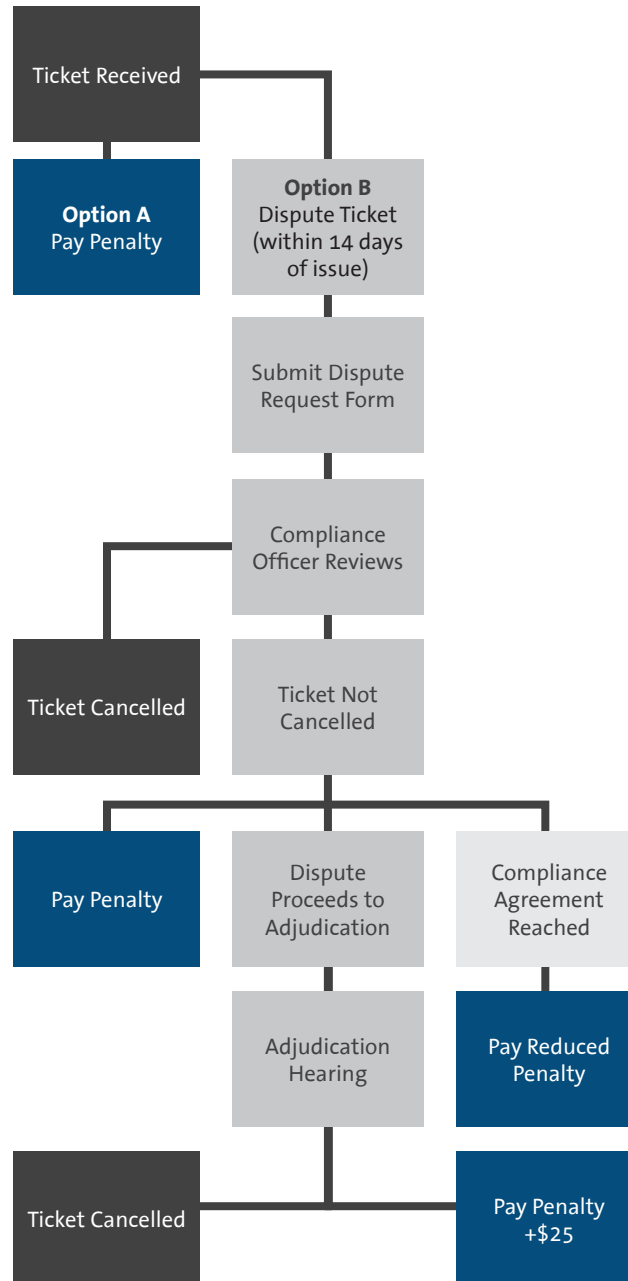 Ticket Received
Option A
Pay Penalty
Option B
Dispute Ticket
(within 14 days
of issue)
Submit Dispute
Request Form
Compliance
Officer Reviews
Ticket Cancelled
Ticket Not
Cancelled
Pay Penalty
Dispute
Proceeds to
Adjudication
Compliance
Agreement
Reached
Adjudication
Hearing
Pay Reduced
Penalty
Ticket Cancelled
Pay Penalty
+$25